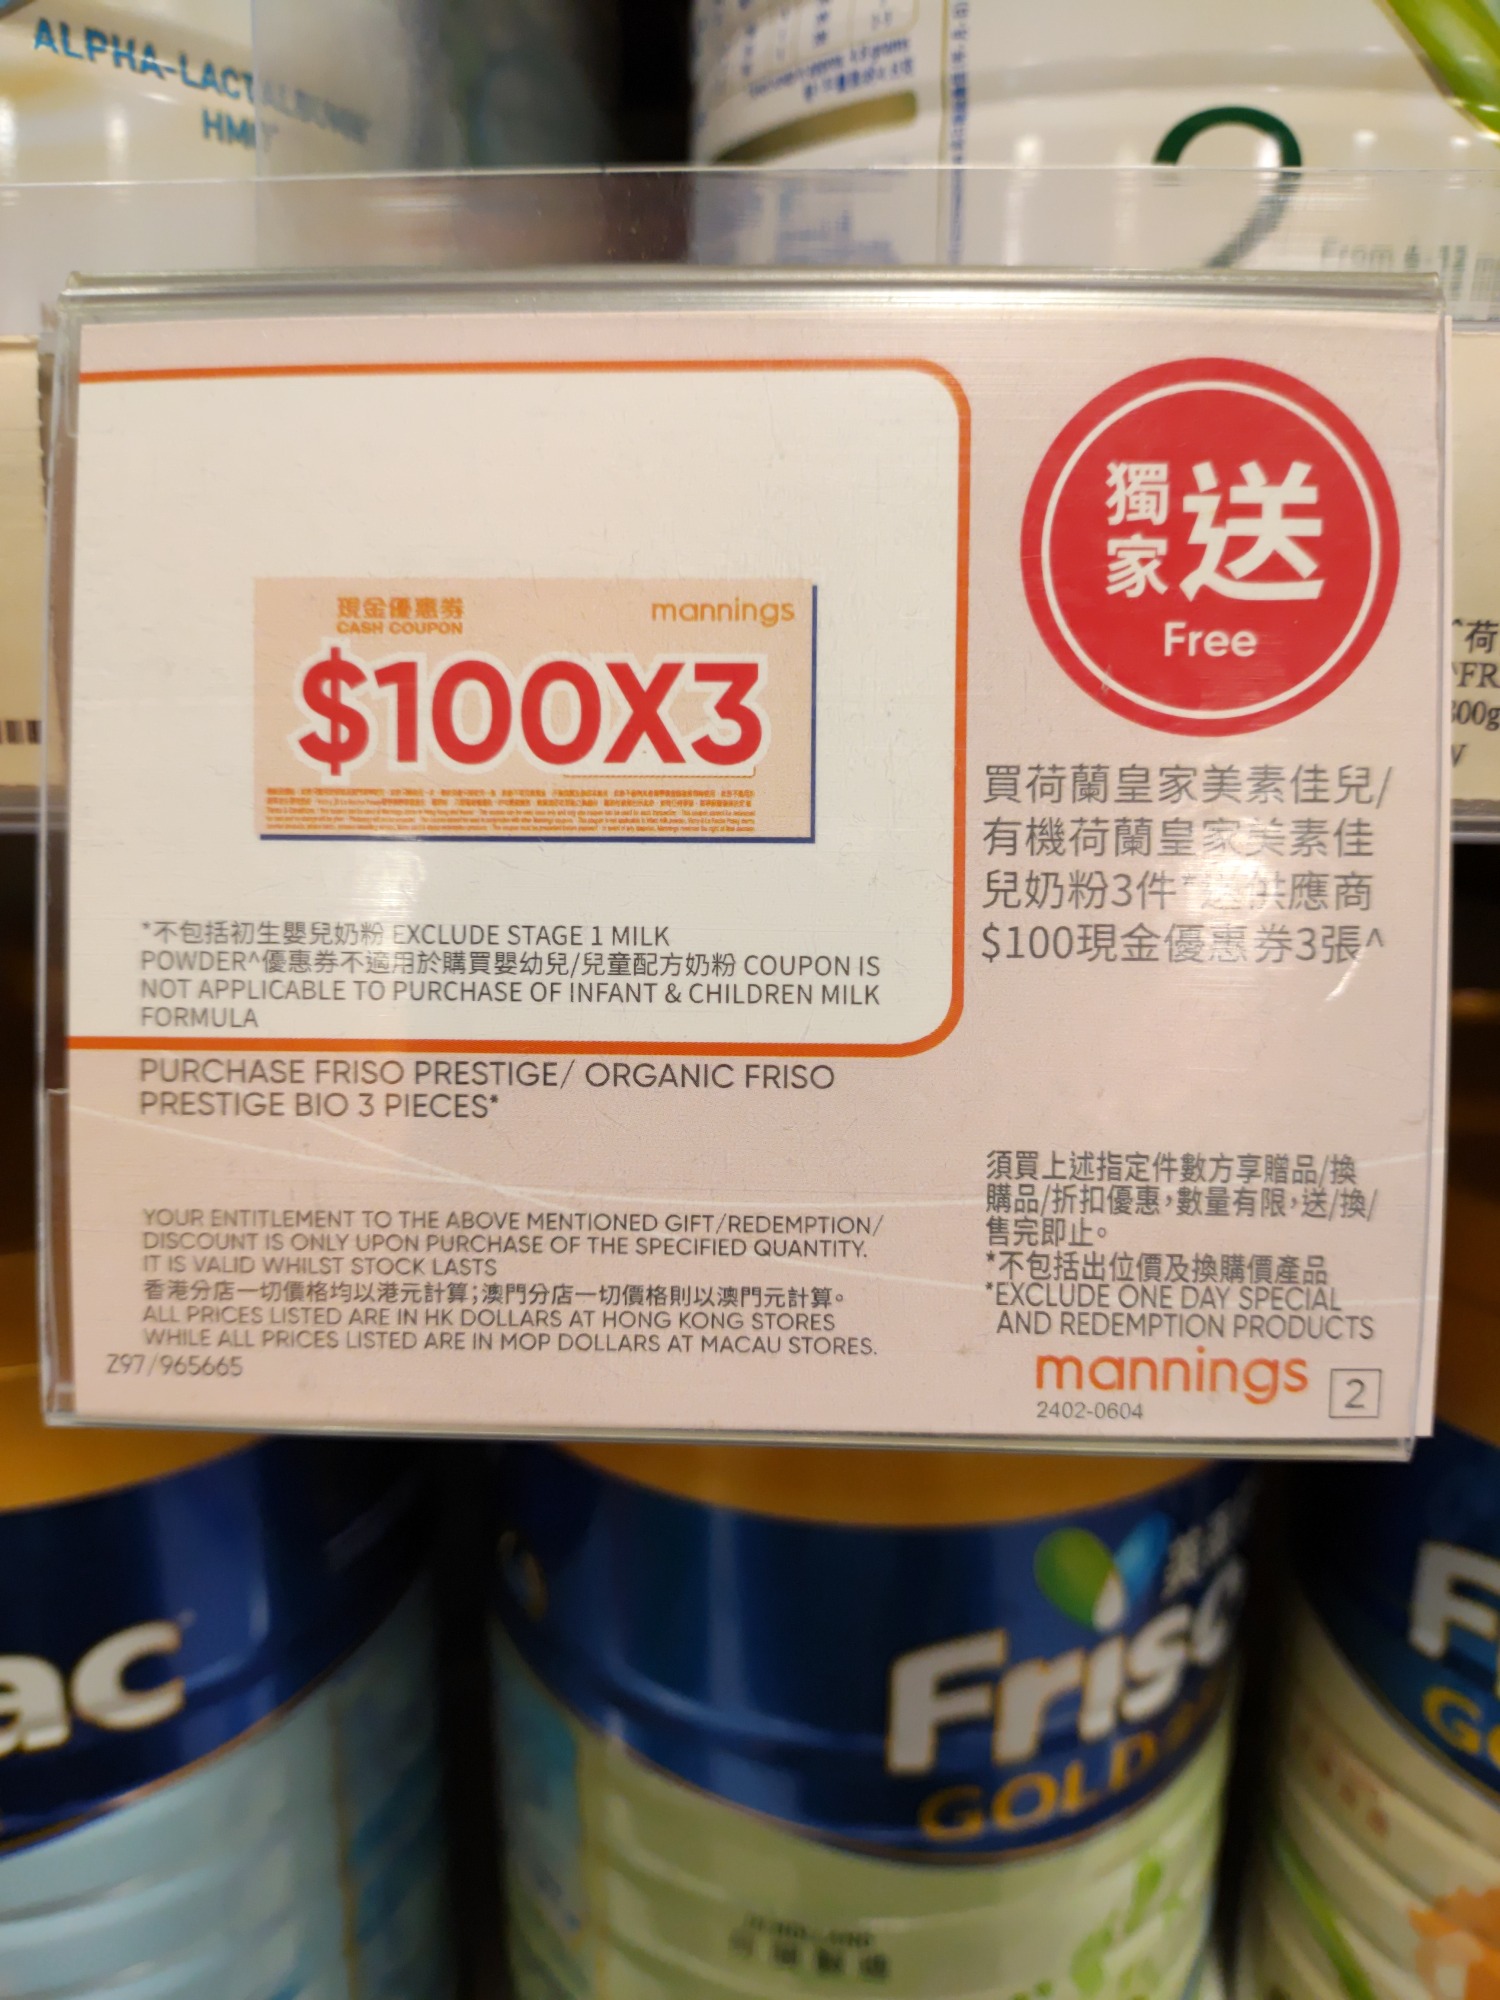 ALPHA-LACTALBUMIN
2
獨家 送
Free
現金優惠券
CASH COUPON
mannings
$100X3
*不包括初生嬰兒奶粉 EXCLUDE STAGE 1 MILK
POWDER^優惠券不適用於購買嬰幼兒/兒童配方奶粉 COUPON IS
NOT APPLICABLE TO PURCHASE OF INFANT & CHILDREN MILK
FORMULA
買荷蘭皇家美素佳兒/
有機荷蘭皇家美素佳
兒奶粉3件*送供應商
$100現金優惠券3張^
PURCHASE FRISO PRESTIGE/ ORGANIC FRISO
PRESTIGE BIO 3 PIECES*
YOUR ENTITLEMENT TO THE ABOVE MENTIONED GIFT/REDEMPTION/
DISCOUNT IS ONLY UPON PURCHASE OF THE SPECIFIED QUANTITY.
IT IS VALID WHILST STOCK LASTS
香港分店一切價格均以港元計算;澳門分店一切價格則以澳門元計算。
ALL PRICES LISTED ARE IN HK DOLLARS AT HONG KONG STORES
WHILE ALL PRICES LISTED ARE IN MOP DOLLARS AT MACAU STORES.
Z97/965665
須買上述指定件數方享贈品/換
購品/折扣優惠,數量有限,送/換/
售完即止。
*不包括出位價及換購價產品
*EXCLUDE ONE DAY SPECIAL
AND REDEMPTION PRODUCTS
mannings
2402-0604
2
荷
FR
00g
ac
Friso
GOLD